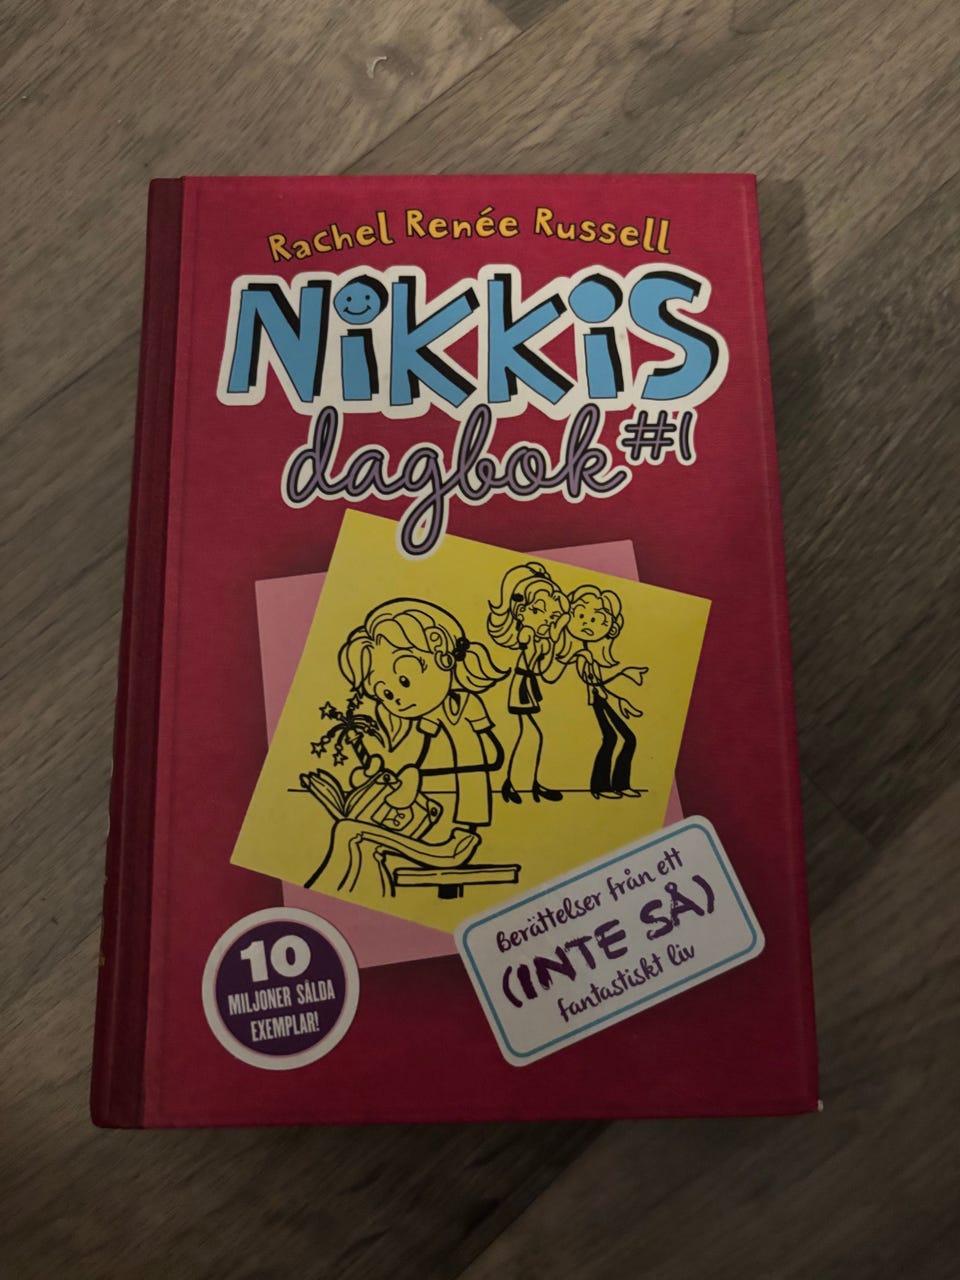 Rachel Renée Russell
NiKKiS
dagbok #1
Berättelser från ett
(INTE SÅ)
fantastiskt liv
10
MILJONER SÅLDA
EXEMPLAR!